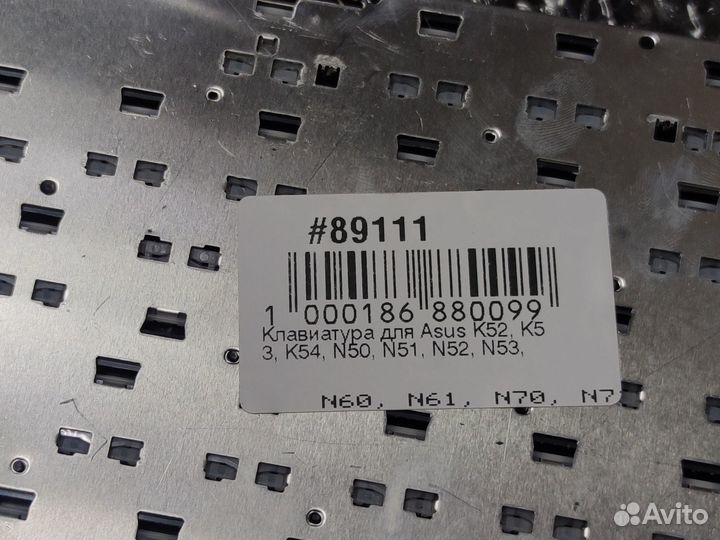 #89111
1 000186 880099
Клавиатура для Asus K52, K5
3, K54, N50, N51, N52, N53,
N60, N61, N70, N7
Avito